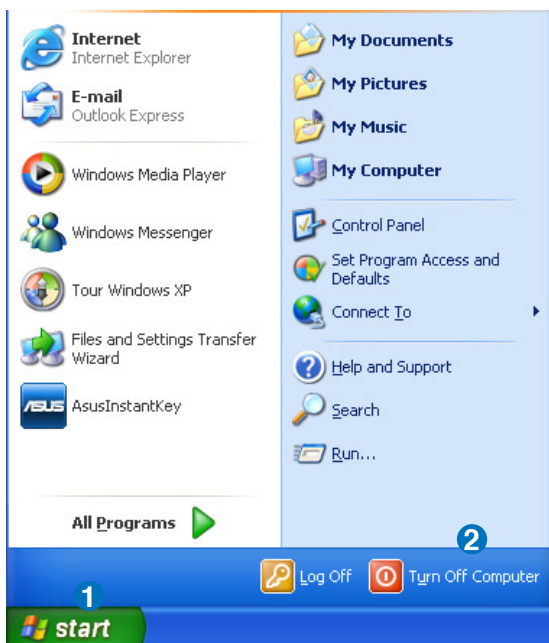 Internet
Internet Explorer
E-mail
Outlook Express
Windows Media Player
Windows Messenger
Tour Windows XP
Files and Settings Transfer
Wizard
ASUS
AsusInstantKey
All Programs
My Documents
My Pictures
My Music
My Computer
Control Panel
Set Program Access and
Defaults
Connect To
Help and Support
Search
Run...
2
Log Off
Turn Off Computer
1
start